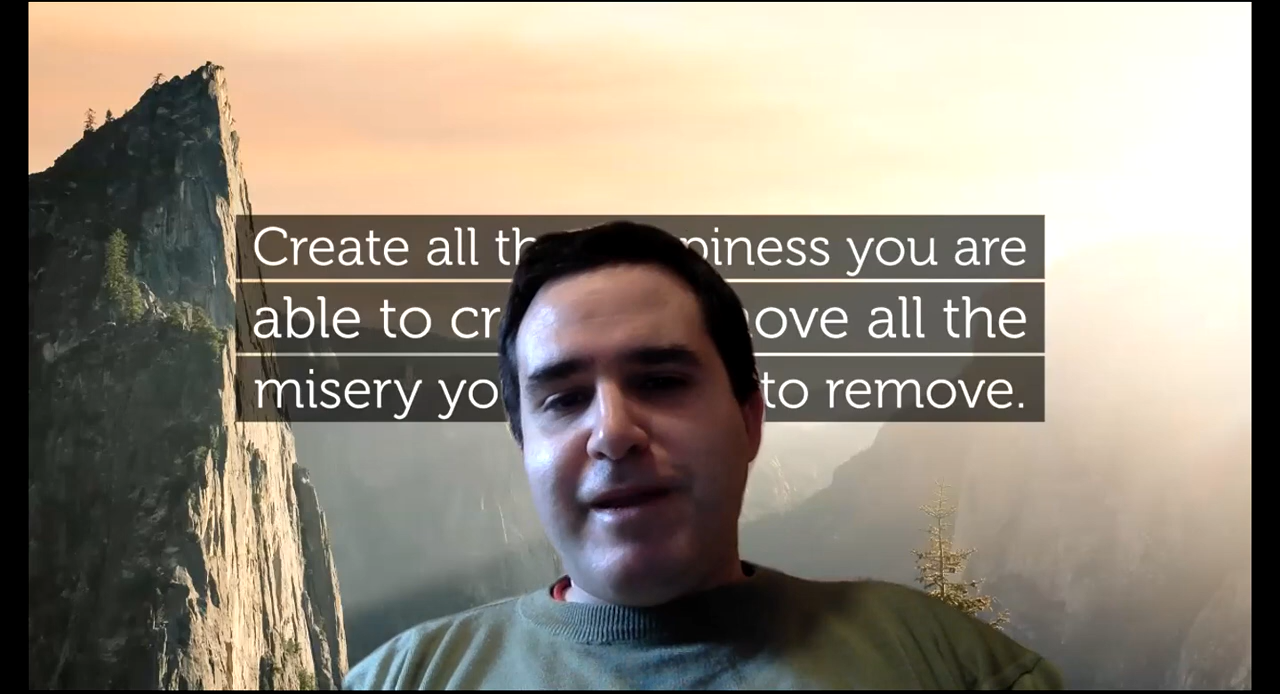 Create all th piness you are
able to cr ove all the
misery yo to remove.